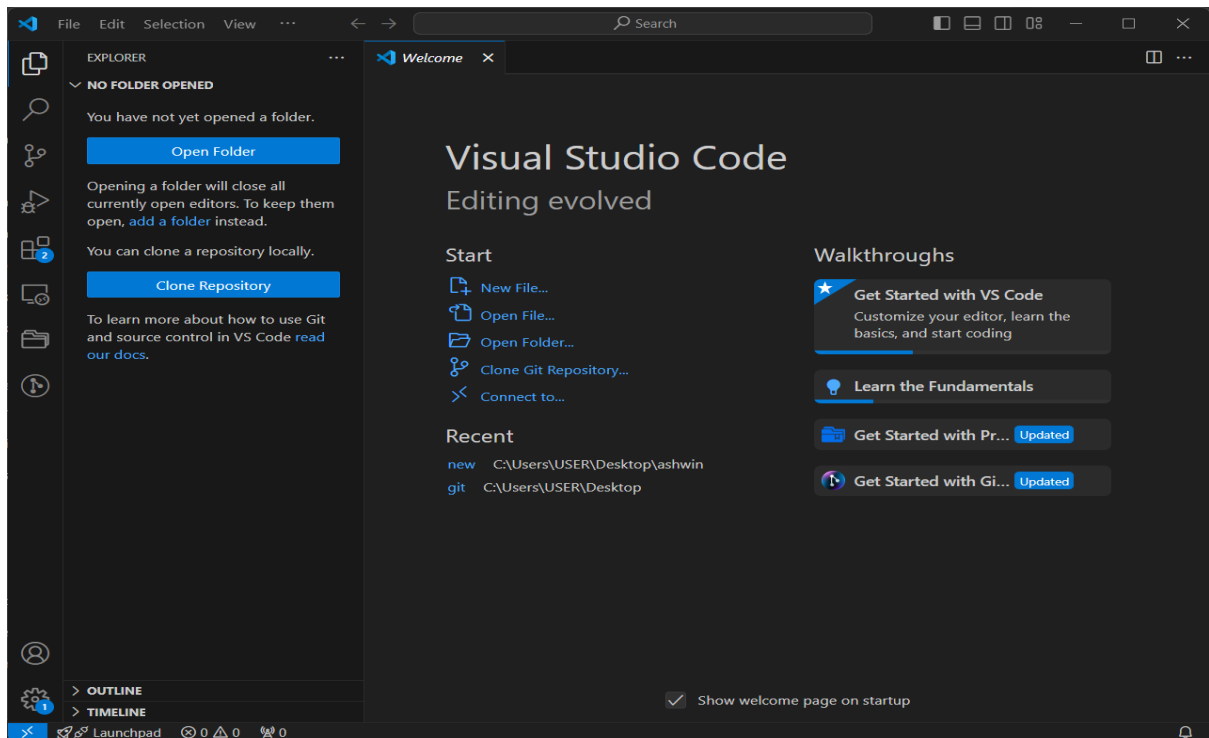 File Edit Selection View ···
Search
EXPLORER ···
NO FOLDER OPENED
You have not yet opened a folder.
Open Folder
Opening a folder will close all
currently open editors. To keep them
open, add a folder instead.
You can clone a repository locally.
Clone Repository
To learn more about how to use Git
and source control in VS Code read
our docs.
2
1
OUTLINE
TIMELINE
Welcome
Visual Studio Code
Editing evolved
Start
New File...
Open File...
Open Folder...
Clone Git Repository...
Connect to...
Recent
new C:\Users\USER\Desktop\ashwin
git C:\Users\USER\Desktop
Walkthroughs
Get Started with VS Code
Customize your editor, learn the
basics, and start coding
Learn the Fundamentals
Get Started with Pr... Updated
Get Started with Gi... Updated
Show welcome page on startup
Launchpad 0 0 0